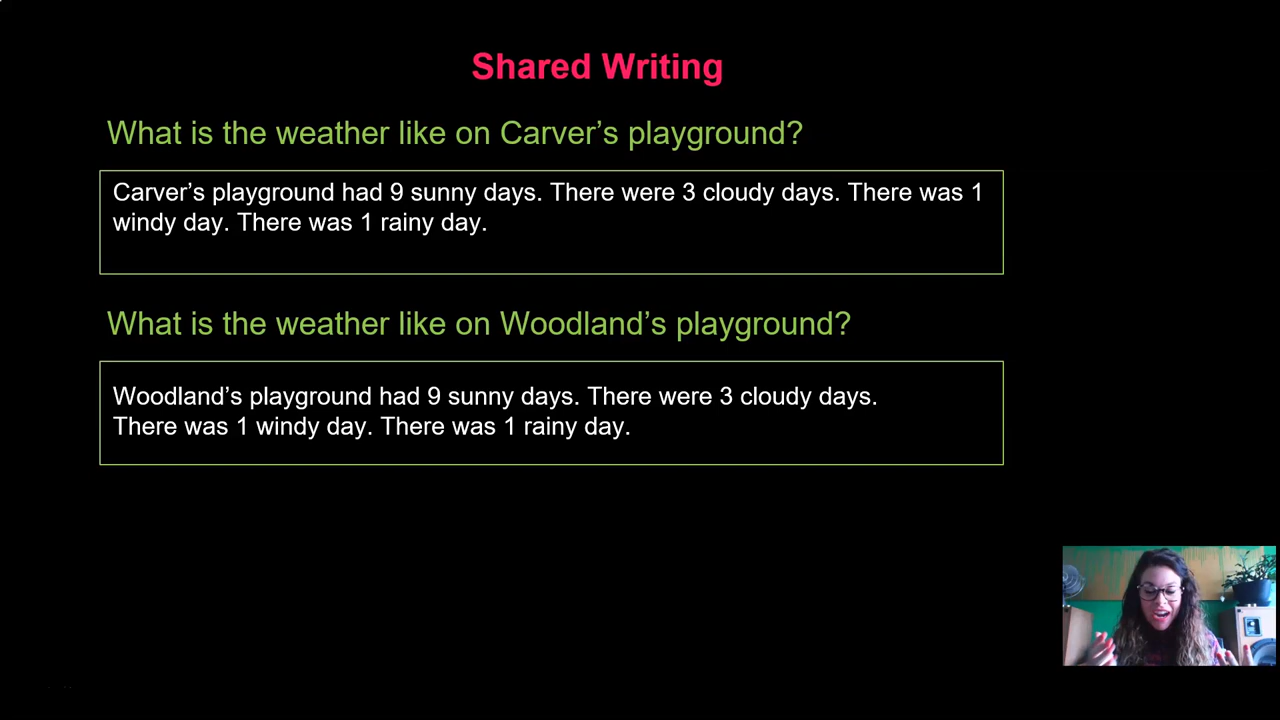 Shared Writing
What is the weather like on Carver’s playground?
Carver’s playground had 9 sunny days. There were 3 cloudy days. There was 1
windy day. There was 1 rainy day.
What is the weather like on Woodland’s playground?
Woodland’s playground had 9 sunny days. There were 3 cloudy days.
There was 1 windy day. There was 1 rainy day.